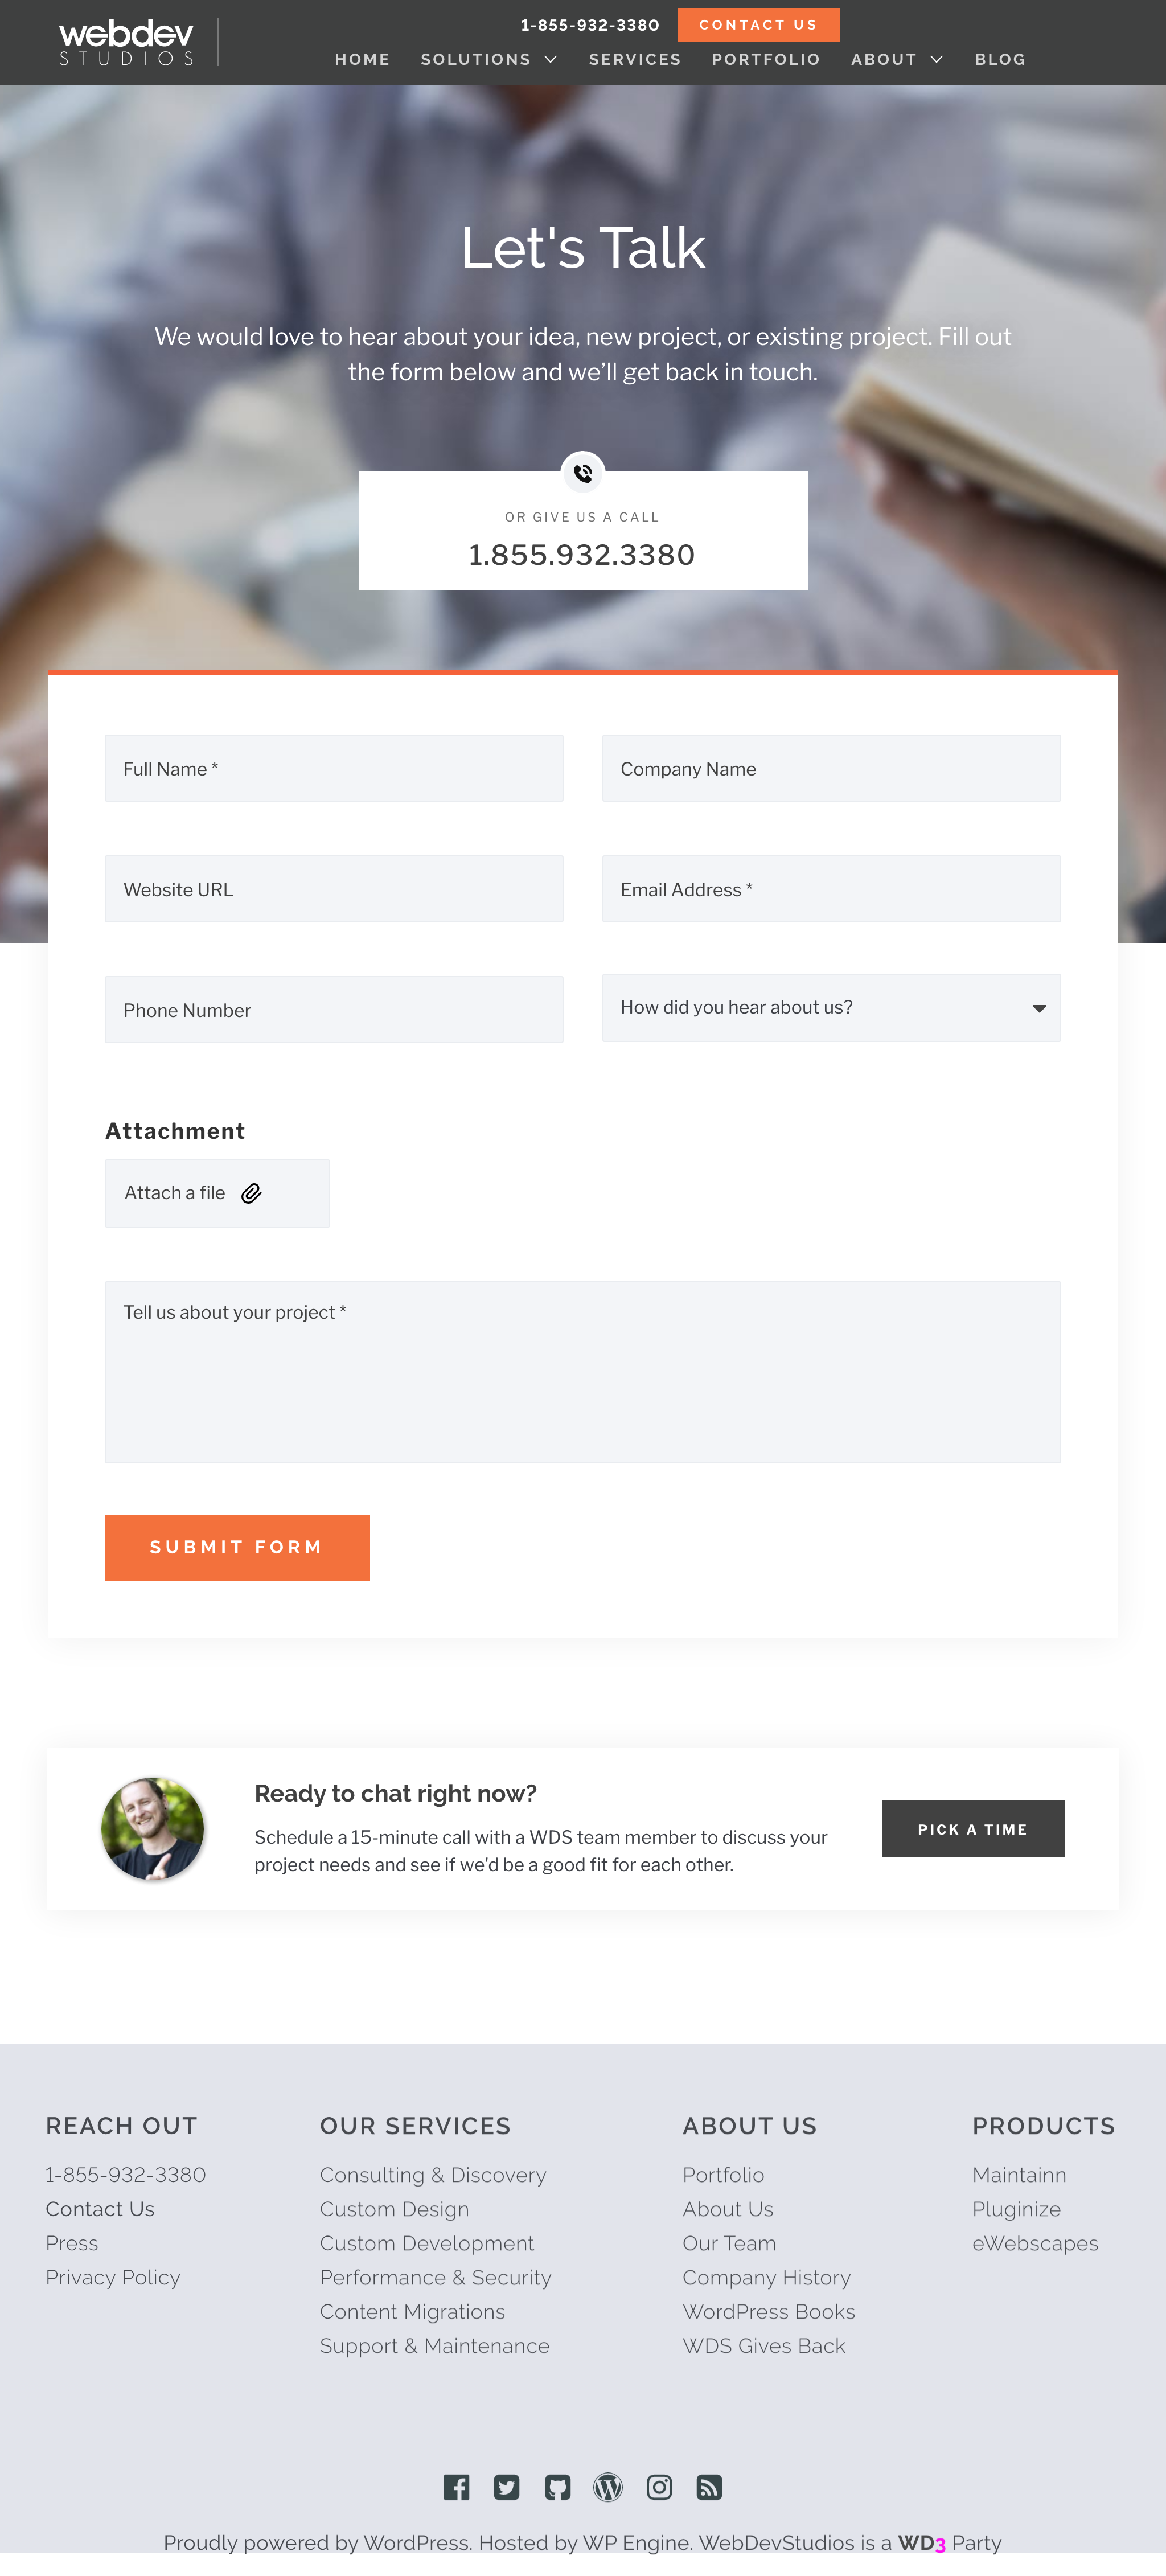 webdev
STUDIOS
1-855-932-3380 CONTACT US
HOME SOLUTIONS SERVICES PORTFOLIO ABOUT BLOG
Let's Talk
We would love to hear about your idea, new project, or existing project. Fill out
the form below and we’ll get back in touch.
OR GIVE US A CALL
1.855.932.3380
Full Name *
Company Name
Website URL
Email Address *
Phone Number
How did you hear about us?
Attachment
Attach a file
Tell us about your project *
SUBMIT FORM
Ready to chat right now?
Schedule a 15-minute call with a WDS team member to discuss your
project needs and see if we'd be a good fit for each other.
PICK A TIME
REACH OUT
1-855-932-3380
Contact Us
Press
Privacy Policy
OUR SERVICES
Consulting & Discovery
Custom Design
Custom Development
Performance & Security
Content Migrations
Support & Maintenance
ABOUT US
Portfolio
About Us
Our Team
Company History
WordPress Books
WDS Gives Back
PRODUCTS
Maintainn
Pluginize
eWebscapes
Proudly powered by WordPress. Hosted by WP Engine. WebDevStudios is a WD3 Party